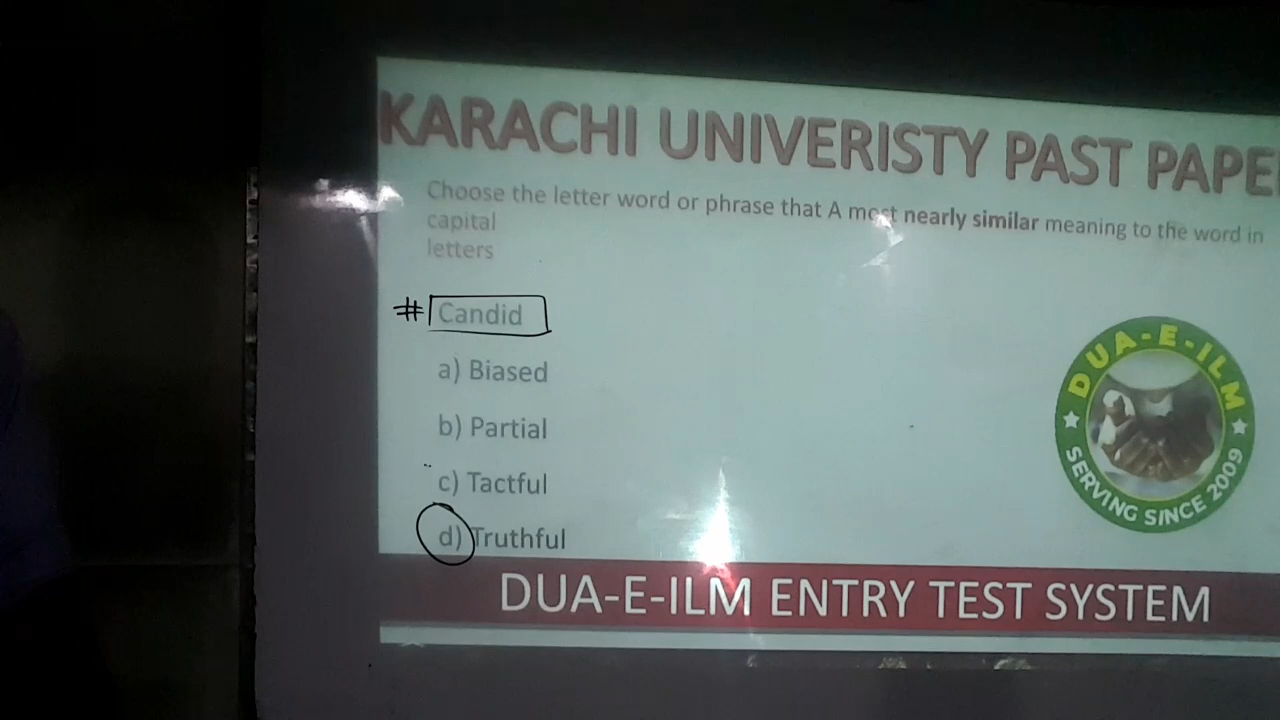 KARACHI UNIVERISTY PAST PAPE
Choose the letter word or phrase that A most nearly similar meaning to the word in
capital
letters
# Candid
a) Biased
b) Partial
c) Tactful
d) Truthful
DUA-E-ILM
SERVING SINCE 2009
DUA-E-ILM ENTRY TEST SYSTEM